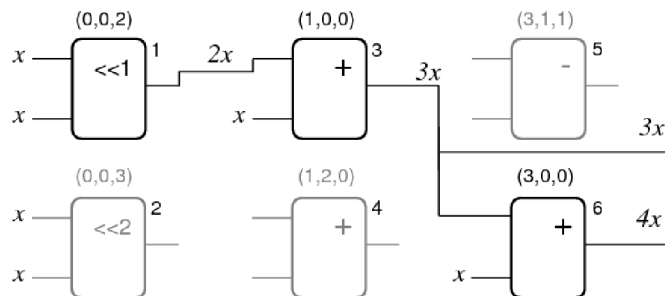 (0,0,2) (1,0,0) (3,1,1)
x <<1 1 2x + 3 3x - 5
x x 3x
(0,0,3) (1,2,0) (3,0,0)
x <<2 2 + 4 + 6 4x
x x